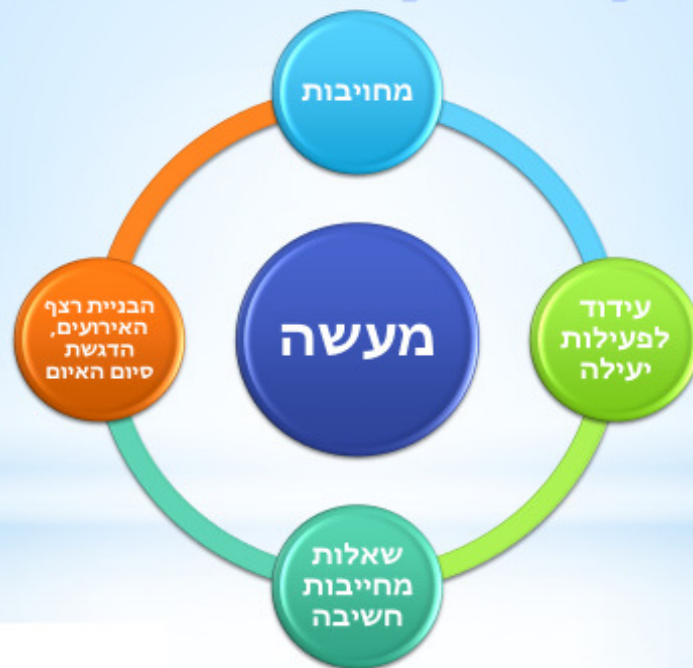 מחויבות
עידוד
לפעילות
יעילה
שאלות
מחייבות
חשיבה
הבניית רצף
האירועים,
הדגשת
סיום האיום
מעשה